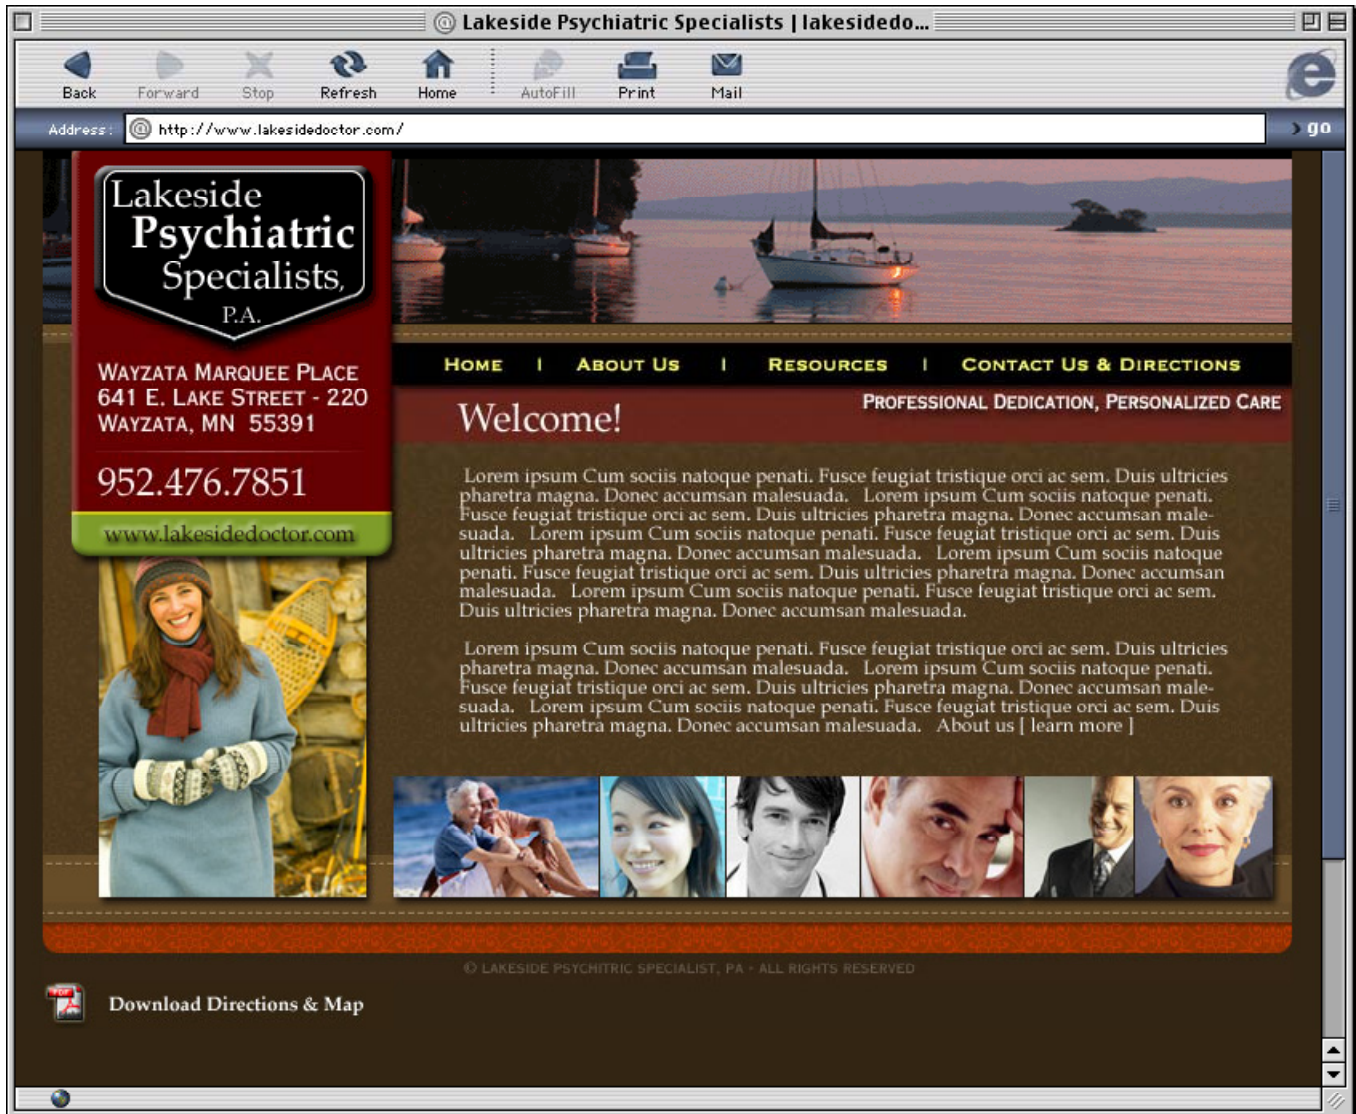 @ Lakeside Psychiatric Specialists | lakesidedo...
Back Forward Stop Refresh Home AutoFill Print Mail
Address: @ http://www.lakesidedoctor.com/ go
Lakeside
Psychiatric
Specialists,
P.A.
WAYZATA MARQUEE PLACE
641 E. LAKE STREET - 220
WAYZATA, MN 55391
952.476.7851
www.lakesidedoctor.com
HOME | ABOUT US | RESOURCES | CONTACT US & DIRECTIONS
PROFESSIONAL DEDICATION, PERSONALIZED CARE
Welcome!
Lorem ipsum Cum sociis natoque penati. Fusce feugiat tristique orci ac sem. Duis ultricies
pharetra magna. Donec accumsan malesuada. Lorem ipsum Cum sociis natoque penati.
Fusce feugiat tristique orci ac sem. Duis ultricies pharetra magna. Donec accumsan male-
suada. Lorem ipsum Cum sociis natoque penati. Fusce feugiat tristique orci ac sem. Duis
ultricies pharetra magna. Donec accumsan malesuada. Lorem ipsum Cum sociis natoque
penati. Fusce feugiat tristique orci ac sem. Duis ultricies pharetra magna. Donec accumsan
malesuada. Lorem ipsum Cum sociis natoque penati. Fusce feugiat tristique orci ac sem.
Duis ultricies pharetra magna. Donec accumsan malesuada.
Lorem ipsum Cum sociis natoque penati. Fusce feugiat tristique orci ac sem. Duis ultricies
pharetra magna. Donec accumsan malesuada. Lorem ipsum Cum sociis natoque penati.
Fusce feugiat tristique orci ac sem. Duis ultricies pharetra magna. Donec accumsan male-
suada. Lorem ipsum Cum sociis natoque penati. Fusce feugiat tristique orci ac sem. Duis
ultricies pharetra magna. Donec accumsan malesuada. About us [ learn more ]
© LAKESIDE PSYCHITRIC SPECIALIST, PA - ALL RIGHTS RESERVED
PDF
Download Directions & Map